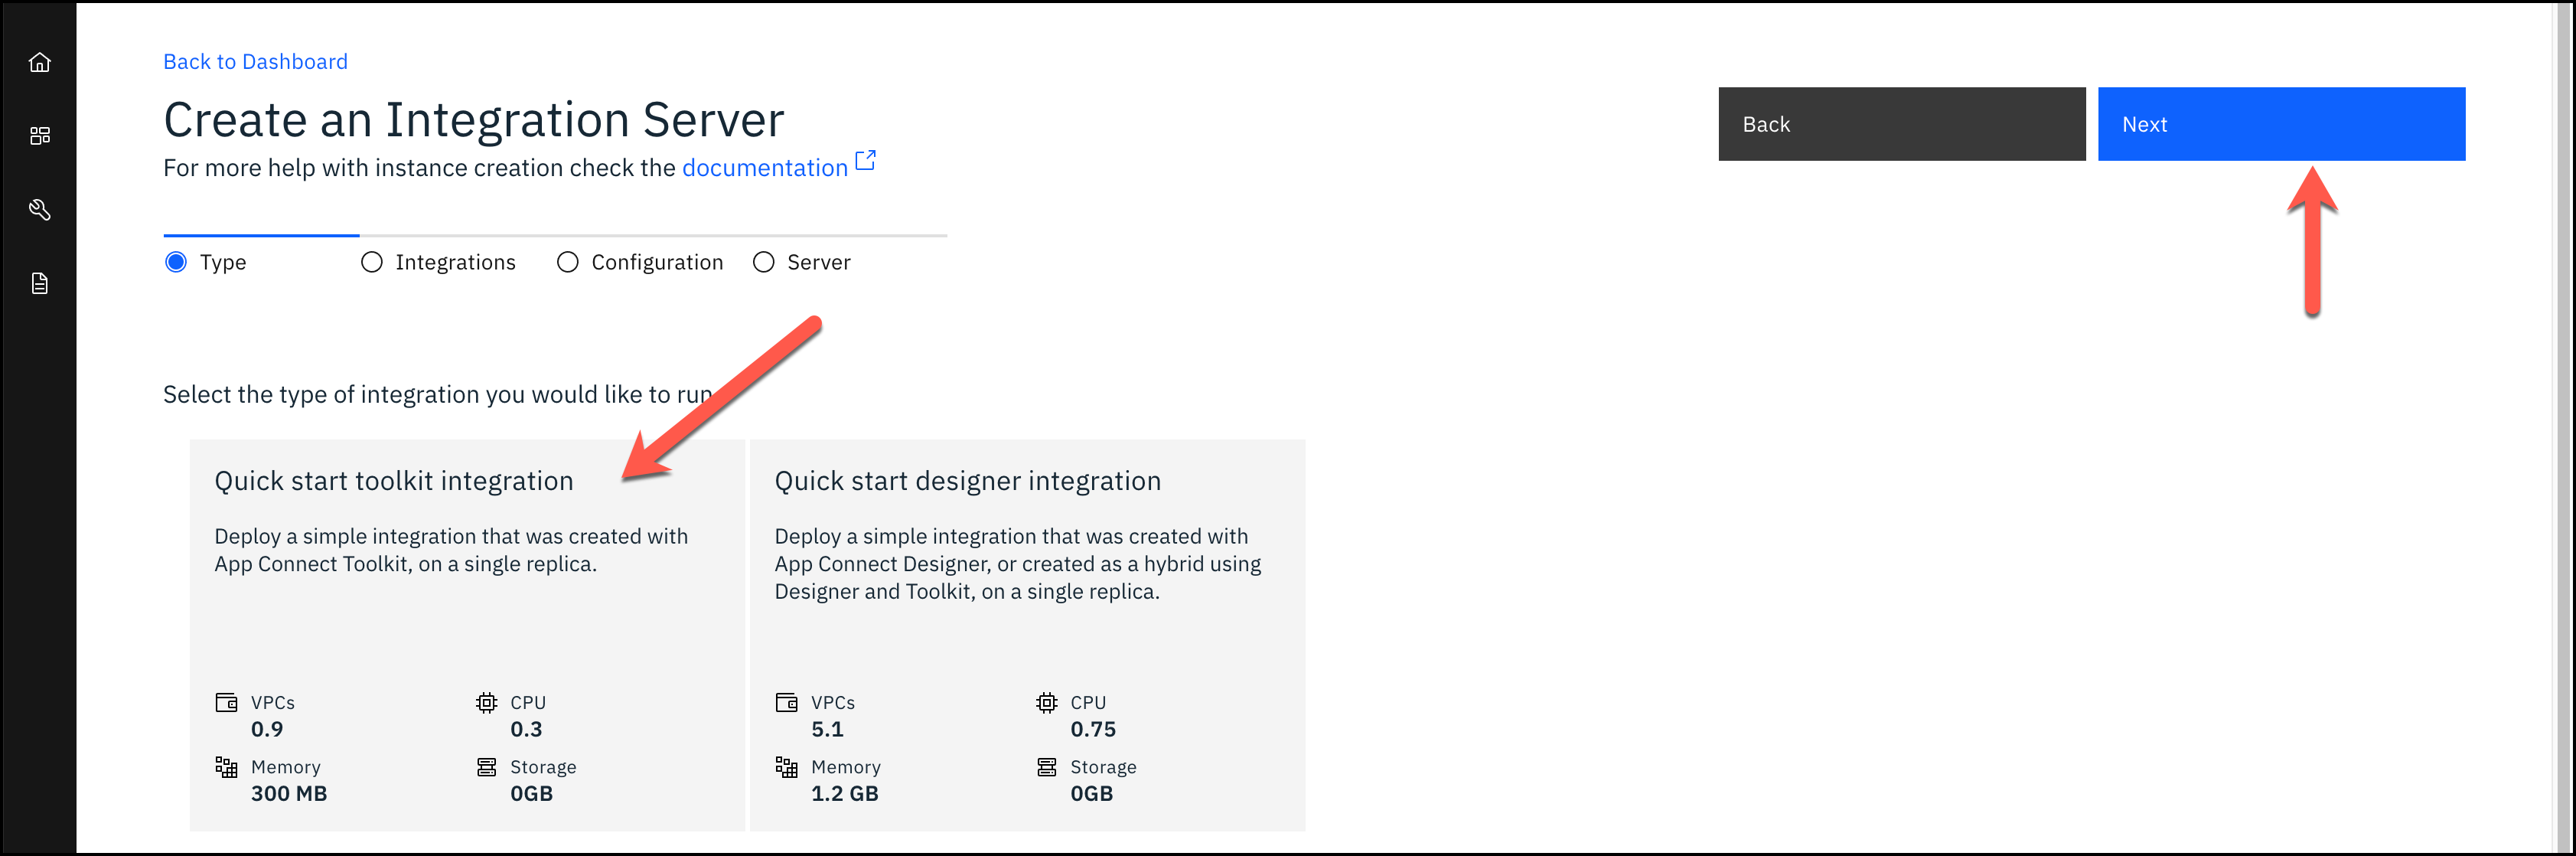 Back to Dashboard
Create an Integration Server
For more help with instance creation check the documentation
Back
Next
Type
Integrations
Configuration
Server
Select the type of integration you would like to run
Quick start toolkit integration
Deploy a simple integration that was created with
App Connect Toolkit, on a single replica.
VPCs
0.9
CPU
0.3
Memory
300 MB
Storage
0GB
Quick start designer integration
Deploy a simple integration that was created with
App Connect Designer, or created as a hybrid using
Designer and Toolkit, on a single replica.
VPCs
5.1
CPU
0.75
Memory
1.2 GB
Storage
0GB